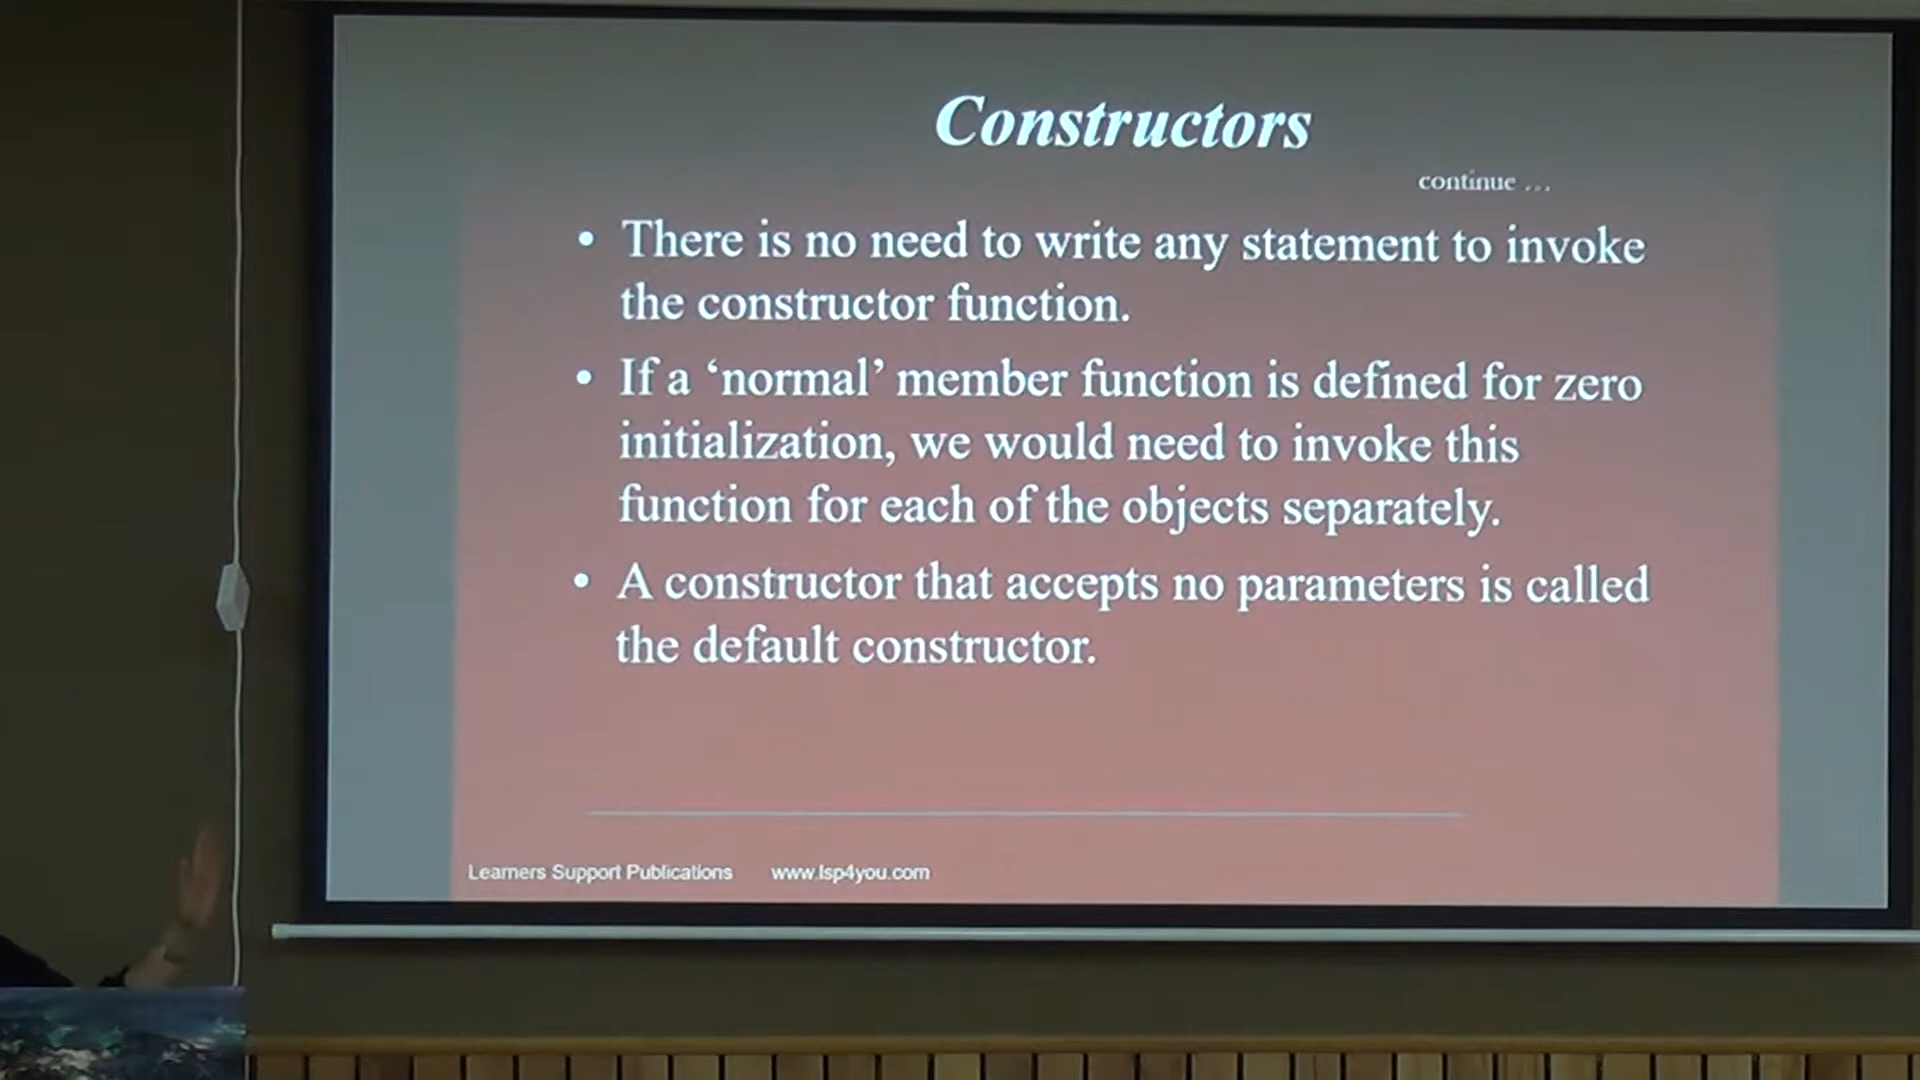 Constructors
continue ...
• There is no need to write any statement to invoke
the constructor function.
• If a ‘normal’ member function is defined for zero
initialization, we would need to invoke this
function for each of the objects separately.
• A constructor that accepts no parameters is called
the default constructor.
Learners Support Publications www.lsp4you.com